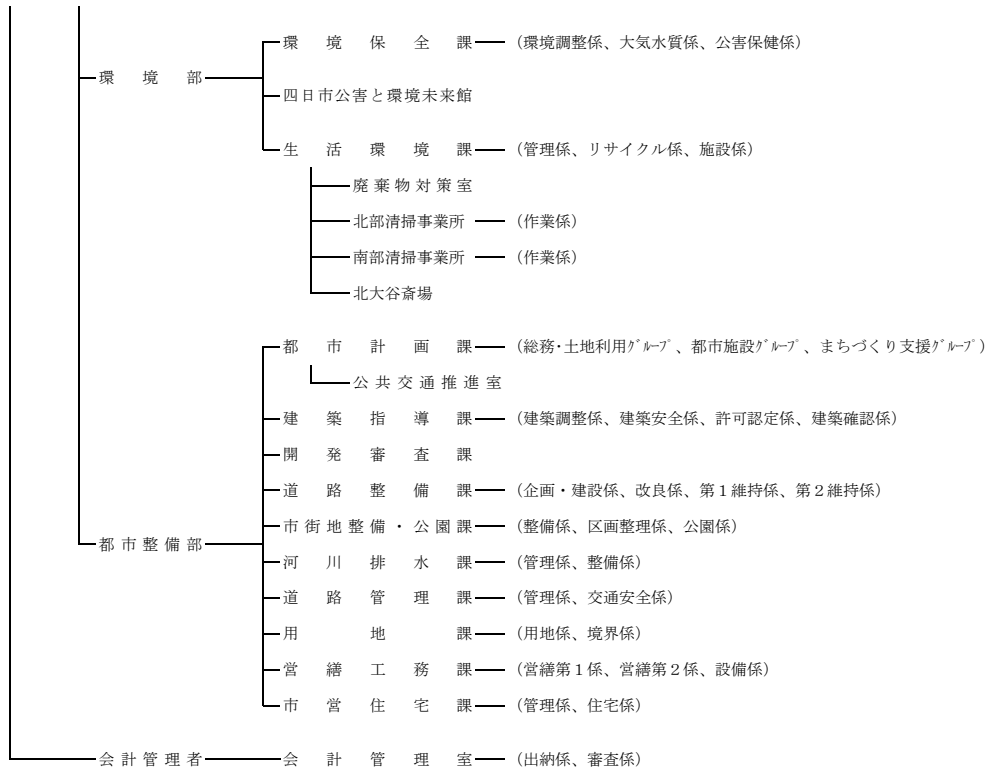 環境保全課 (環境調整係、大気水質係、公害保健係)
環境部
四日市公害と環境未来館
生活環境課 (管理係、リサイクル係、施設係)
廃棄物対策室
北部清掃事業所 (作業係)
南部清掃事業所 (作業係)
北大谷斎場
都市計画課 (総務・土地利用ｸﾞﾙｰﾌﾟ、都市施設ｸﾞﾙｰﾌﾟ、まちづくり支援ｸﾞﾙｰﾌﾟ)
公共交通推進室
建築指導課 (建築調整係、建築安全係、許可認定係、建築確認係)
開発審査課
道路整備課 (企画・建設係、改良係、第１維持係、第２維持係)
市街地整備・公園課 (整備係、区画整理係、公園係)
都市整備部
河川排水課 (管理係、整備係)
道路管理課 (管理係、交通安全係)
用地課 (用地係、境界係)
営繕工務課 (営繕第１係、営繕第２係、設備係)
市営住宅課 (管理係、住宅係)
会計管理者 会計管理室 (出納係、審査係)